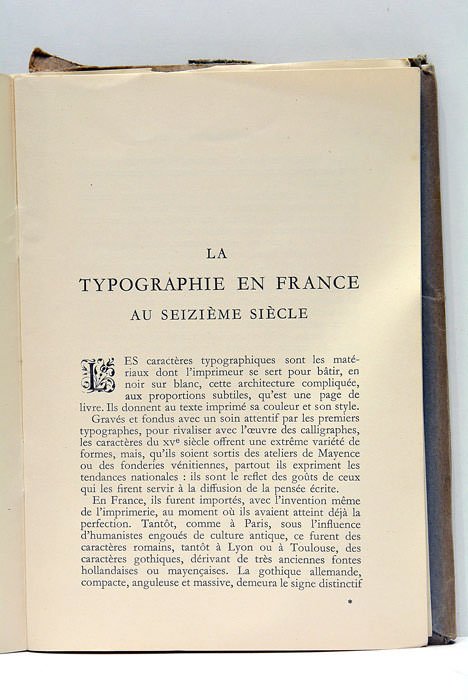 LA
TYPOGRAPHIE EN FRANCE
AU SEIZIÈME SIÈCLE
LES caractères typographiques sont les maté-
riaux dont l'imprimeur se sert pour bâtir, en
noir sur blanc, cette architecture compliquée,
aux proportions subtiles, qu'est une page de
livre. Ils donnent au texte imprimé sa couleur et son style.
Gravés et fondus avec un soin attentif par les premiers
typographes, pour rivaliser avec l'œuvre des calligraphes,
les caractères du XVe siècle offrent une extrême variété de
formes, mais, qu'ils soient sortis des ateliers de Mayence
ou des fonderies vénitiennes, partout ils expriment les
tendances nationales : ils sont le reflet des goûts de ceux
qui les firent servir à la diffusion de la pensée écrite.
En France, ils furent importés, avec l'invention même
de l'imprimerie, au moment où ils avaient atteint déjà la
perfection. Tantôt, comme à Paris, sous l'influence
d'humanistes engoués de culture antique, ce furent des
caractères romains, tantôt à Lyon ou à Toulouse, des
caractères gothiques, dérivant de très anciennes fontes
hollandaises ou mayençaises. La gothique allemande,
compacte, anguleuse et massive, demeura le signe distinctif
*